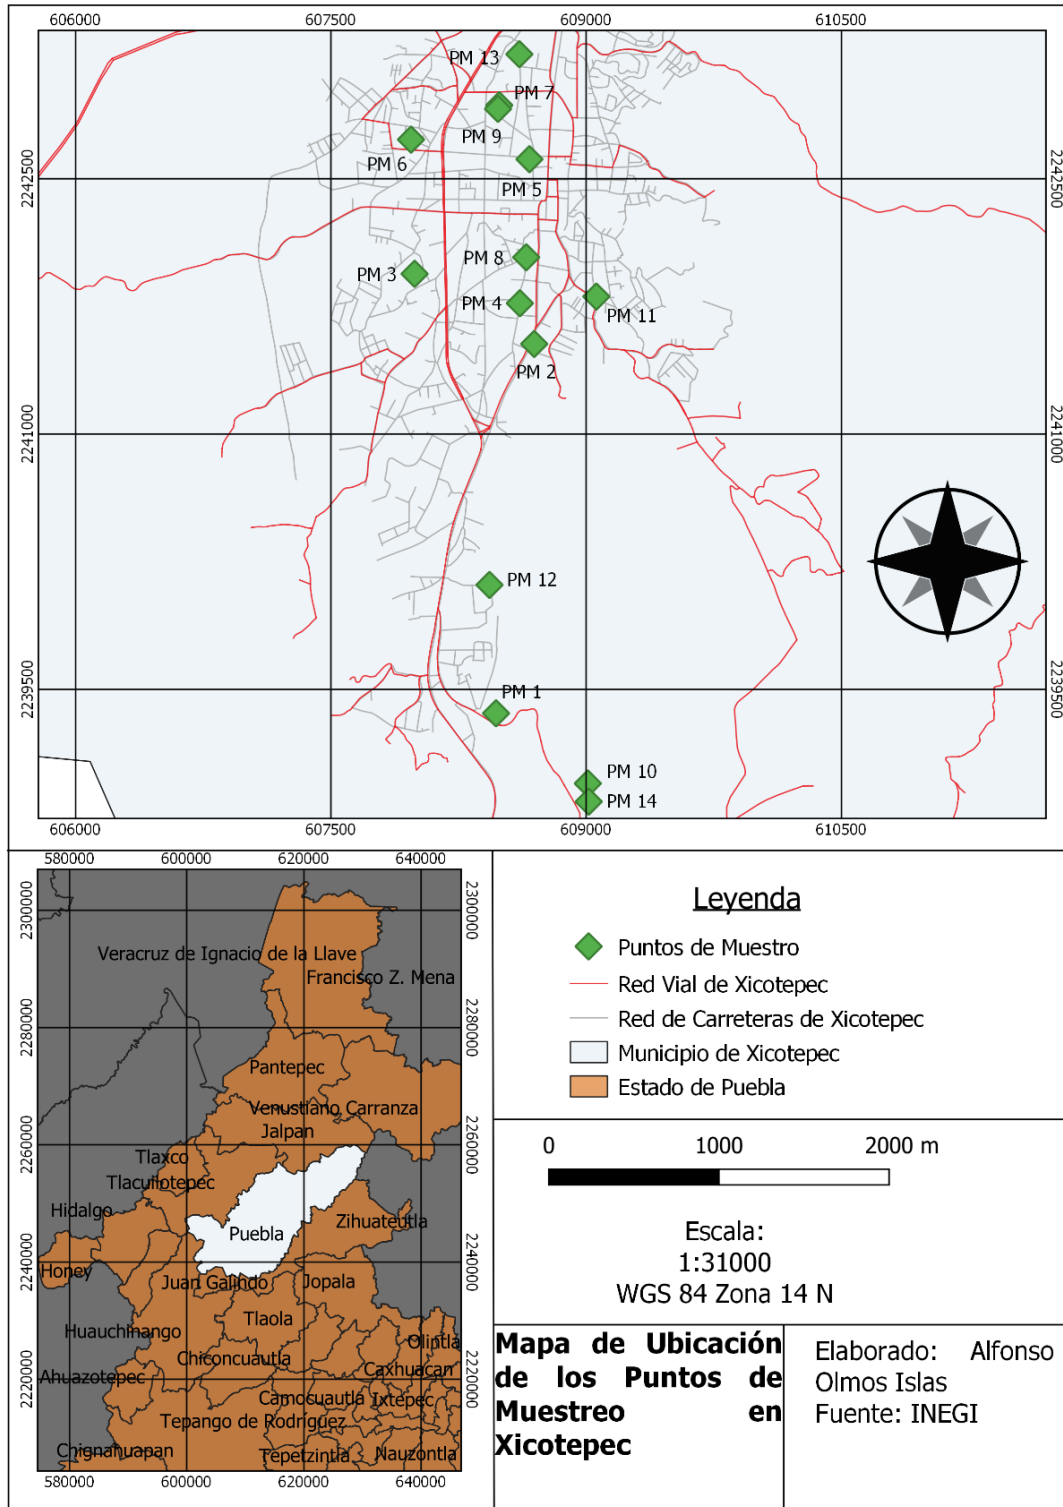 606000 607500 609000 610500
PM 13
PM 7
PM 9
PM 6
PM 5
2242500 2242500
PM 8
PM 3
PM 4
PM 11
PM 2
2241000 2241000
PM 12
2239500 2239500
PM 1
PM 10
PM 14
606000 607500 609000 610500
580000 600000 620000 640000
2300000
2300000
Veracruz de Ignacio de la Llave
Francisco Z. Mena
2280000
2280000
Pantepec
Venustiano Carranza
Jalpan
2260000
2260000
Tlaxco
Tlacuilotepec
Hidalgo
Zihuateutla
Puebla
2240000
2240000
Honey
Juan Galindo
Jopala
Tlaola
Huauchinango
Olintla
Chiconcuautla
Caxhuacan
Ahuazotepec
2220000
2220000
Camocuautla
Ixtepec
Tepango de Rodríguez
Chignahuapan
Tepetzintla
Nauzontla
580000 600000 620000 640000
Leyenda
Puntos de Muestro
Red Vial de Xicotepec
Red de Carreteras de Xicotepec
Municipio de Xicotepec
Estado de Puebla
0 1000 2000 m
Escala:
1:31000
WGS 84 Zona 14 N
Mapa de Ubicación
de los Puntos de
Muestreo en
Xicotepec
Elaborado: Alfonso
Olmos Islas
Fuente: INEGI